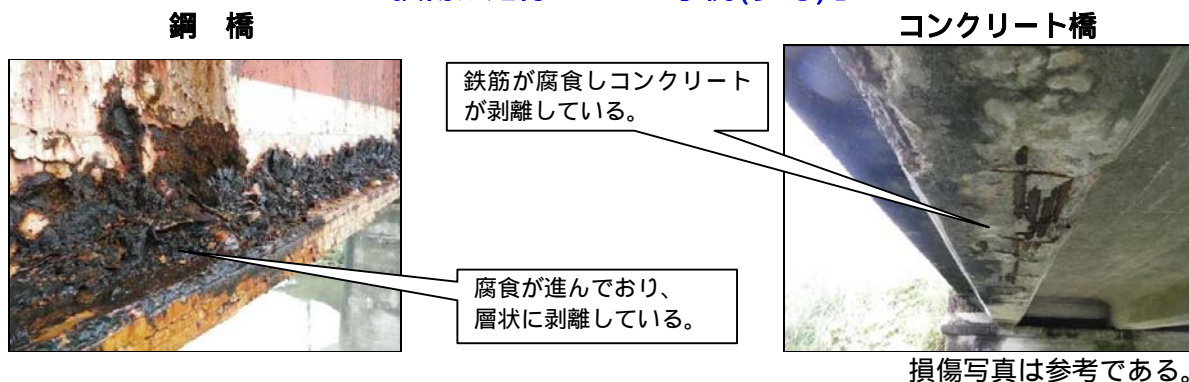 鋼 橋
コンクリート橋
鉄筋が腐食しコンクリート
が剥離している。
腐食が進んでおり、
層状に剥離している。
損傷写真は参考である。